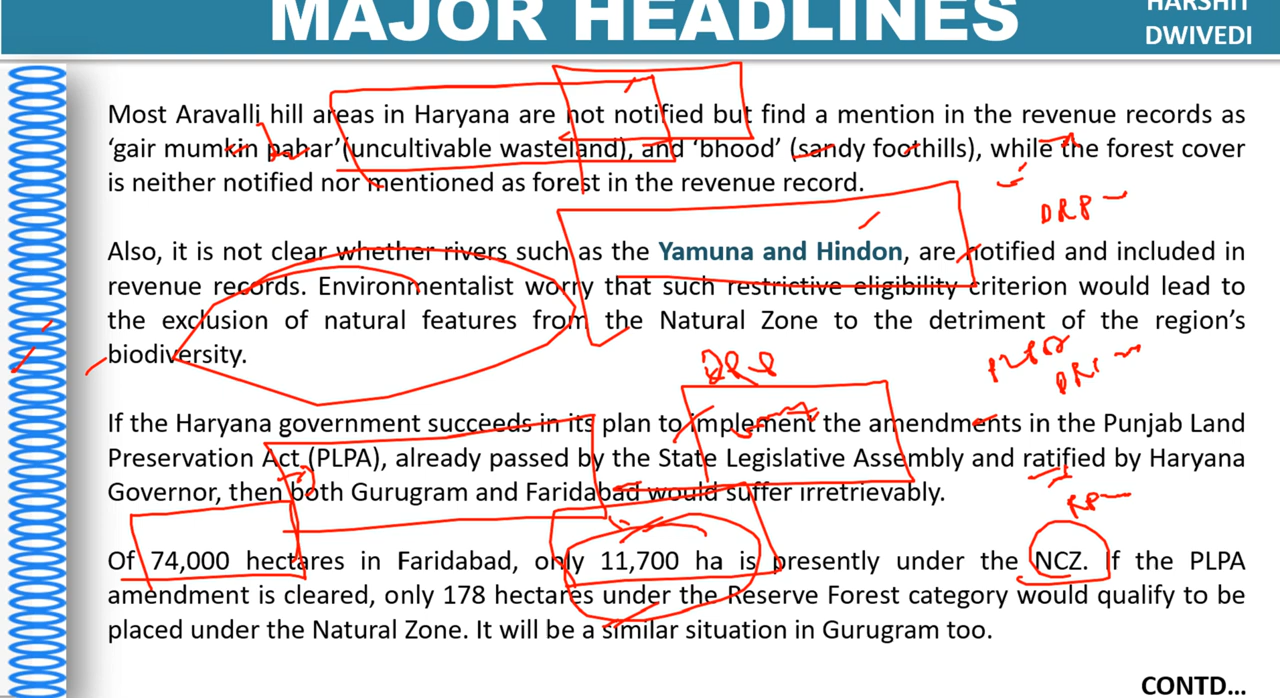 MAJOR HEADLINES
HARSHIT
DWIVEDI
Most Aravalli hill areas in Haryana are not notified but find a mention in the revenue records as
‘gair mumkin pahar’(uncultivable wasteland), and ‘bhood’ (sandy foothills), while the forest cover
is neither notified nor mentioned as forest in the revenue record.
DRP
Also, it is not clear whether rivers such as the Yamuna and Hindon, are notified and included in
revenue records. Environmentalist worry that such restrictive eligibility criterion would lead to
the exclusion of natural features from the Natural Zone to the detriment of the region’s
biodiversity.
If the Haryana government succeeds in its plan to implement the amendments in the Punjab Land
Preservation Act (PLPA), already passed by the State Legislative Assembly and ratified by Haryana
Governor, then both Gurugram and Faridabad would suffer irretrievably.
RP
Of 74,000 hectares in Faridabad, only 11,700 ha is presently under the NCZ. If the PLPA
amendment is cleared, only 178 hectares under the Reserve Forest category would qualify to be
placed under the Natural Zone. It will be a similar situation in Gurugram too.
CONTD...